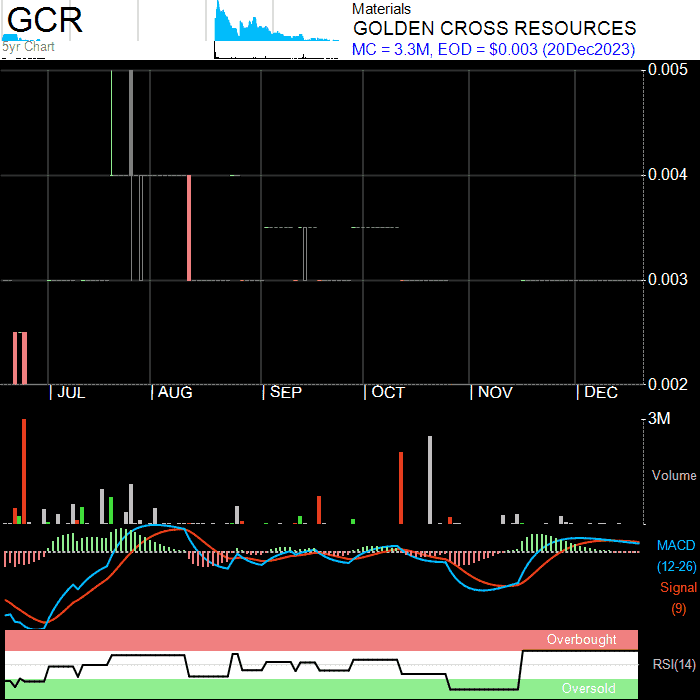 GCR
5yr Chart
Materials
GOLDEN CROSS RESOURCES
MC = 3.3M, EOD = $0.003 (20Dec2023)
0.005
0.004
0.003
0.002
JUL AUG SEP OCT NOV DEC
3M
Volume
MACD
(12-26)
Signal
(9)
Overbought
RSI(14)
Oversold